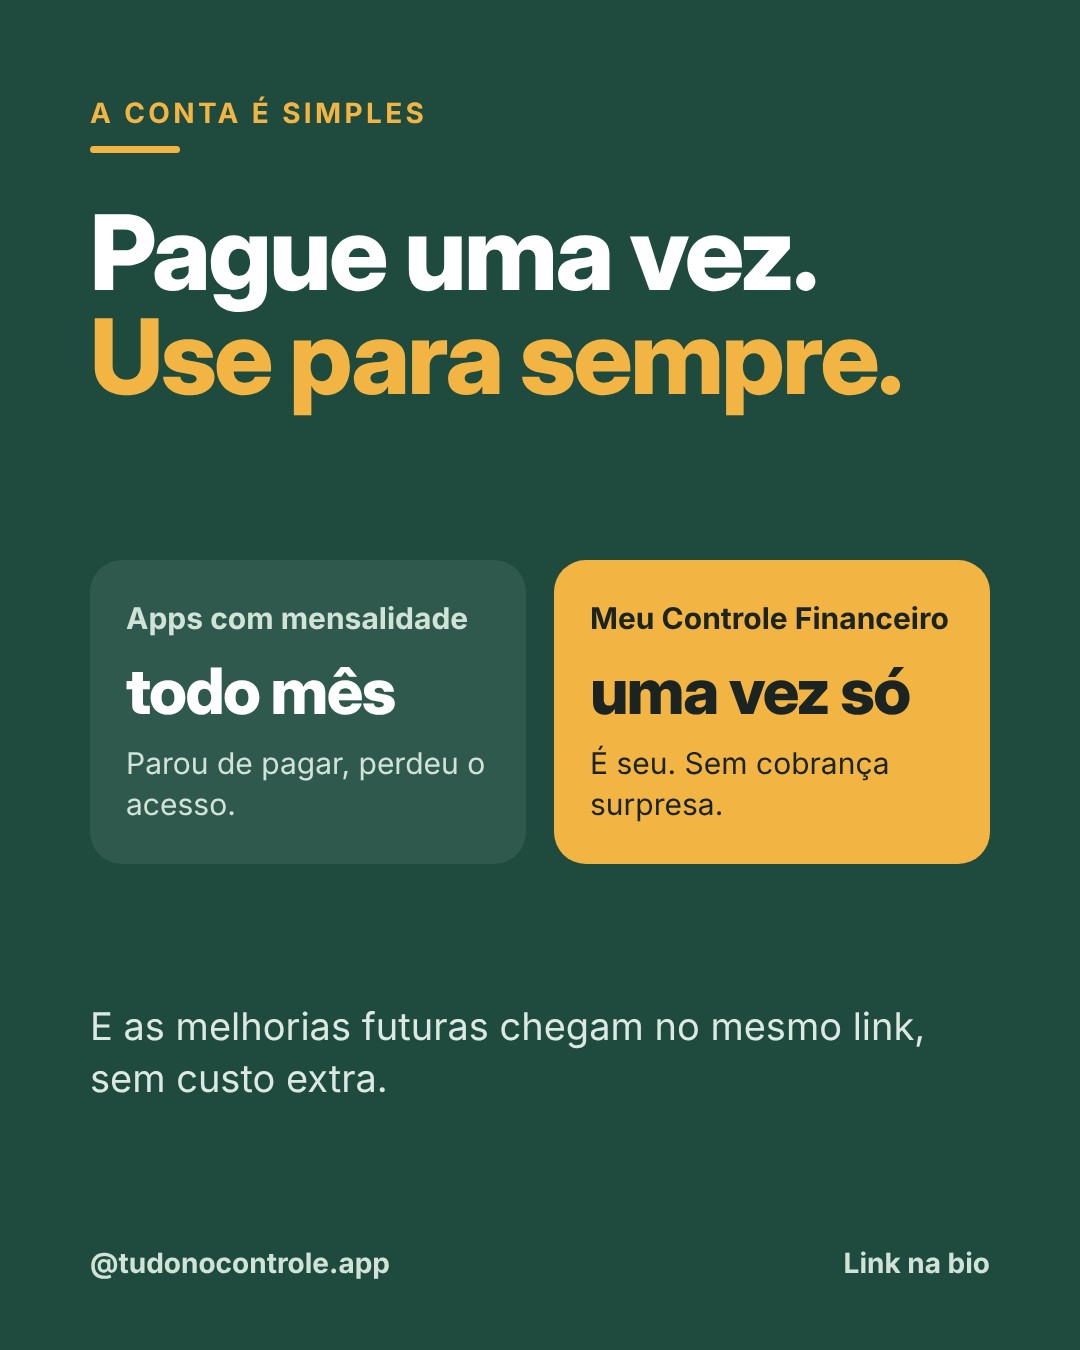 A CONTA É SIMPLES
Pague uma vez.
Use para sempre.
Apps com mensalidade
todo mês
Parou de pagar, perdeu o
acesso.
Meu Controle Financeiro
uma vez só
É seu. Sem cobrança
surpresa.
E as melhorias futuras chegam no mesmo link,
sem custo extra.
@tudonocontrole.app
Link na bio